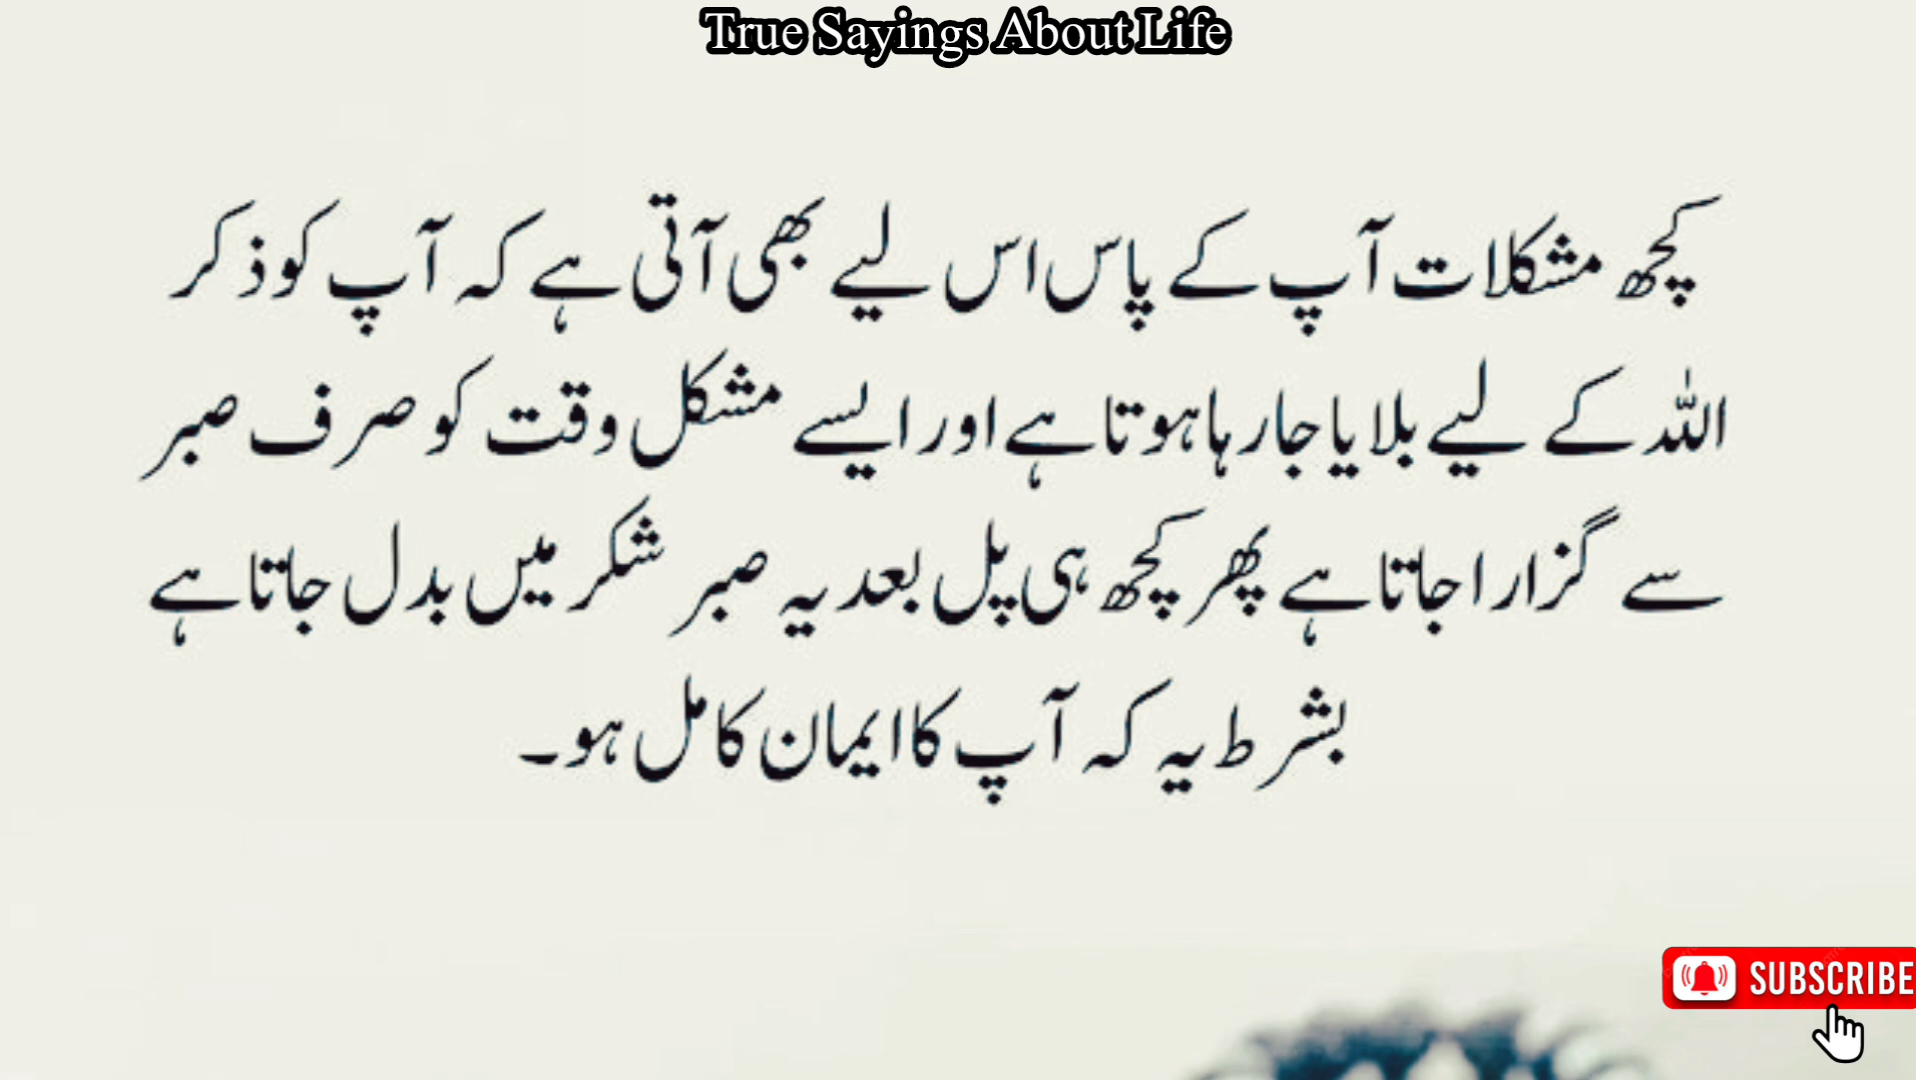 True Sayings About Life
کچھ مشکلات آپ کے پاس اس لیے بھی آتی ہے کہ آپ کو ذکر
اللہ کے لیے بلایا جا رہا ہوتا ہے اور ایسے مشکل وقت کو صرف صبر
سے گزارا جاتا ہے پھر کچھ ہی پل بعد یہ صبر شکر میں بدل جاتا ہے
بشرط یہ کہ آپ کا ایمان کامل ہو۔
SUBSCRIBE